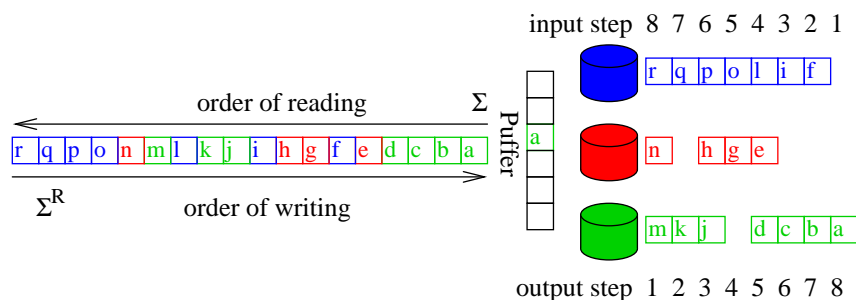 input step 8 7 6 5 4 3 2 1
order of reading Σ
r q p o l i f
Puffer
a
r q p o n m l k j i h g f e d c b a
n h g e
Σ^R order of writing
m k j d c b a
output step 1 2 3 4 5 6 7 8